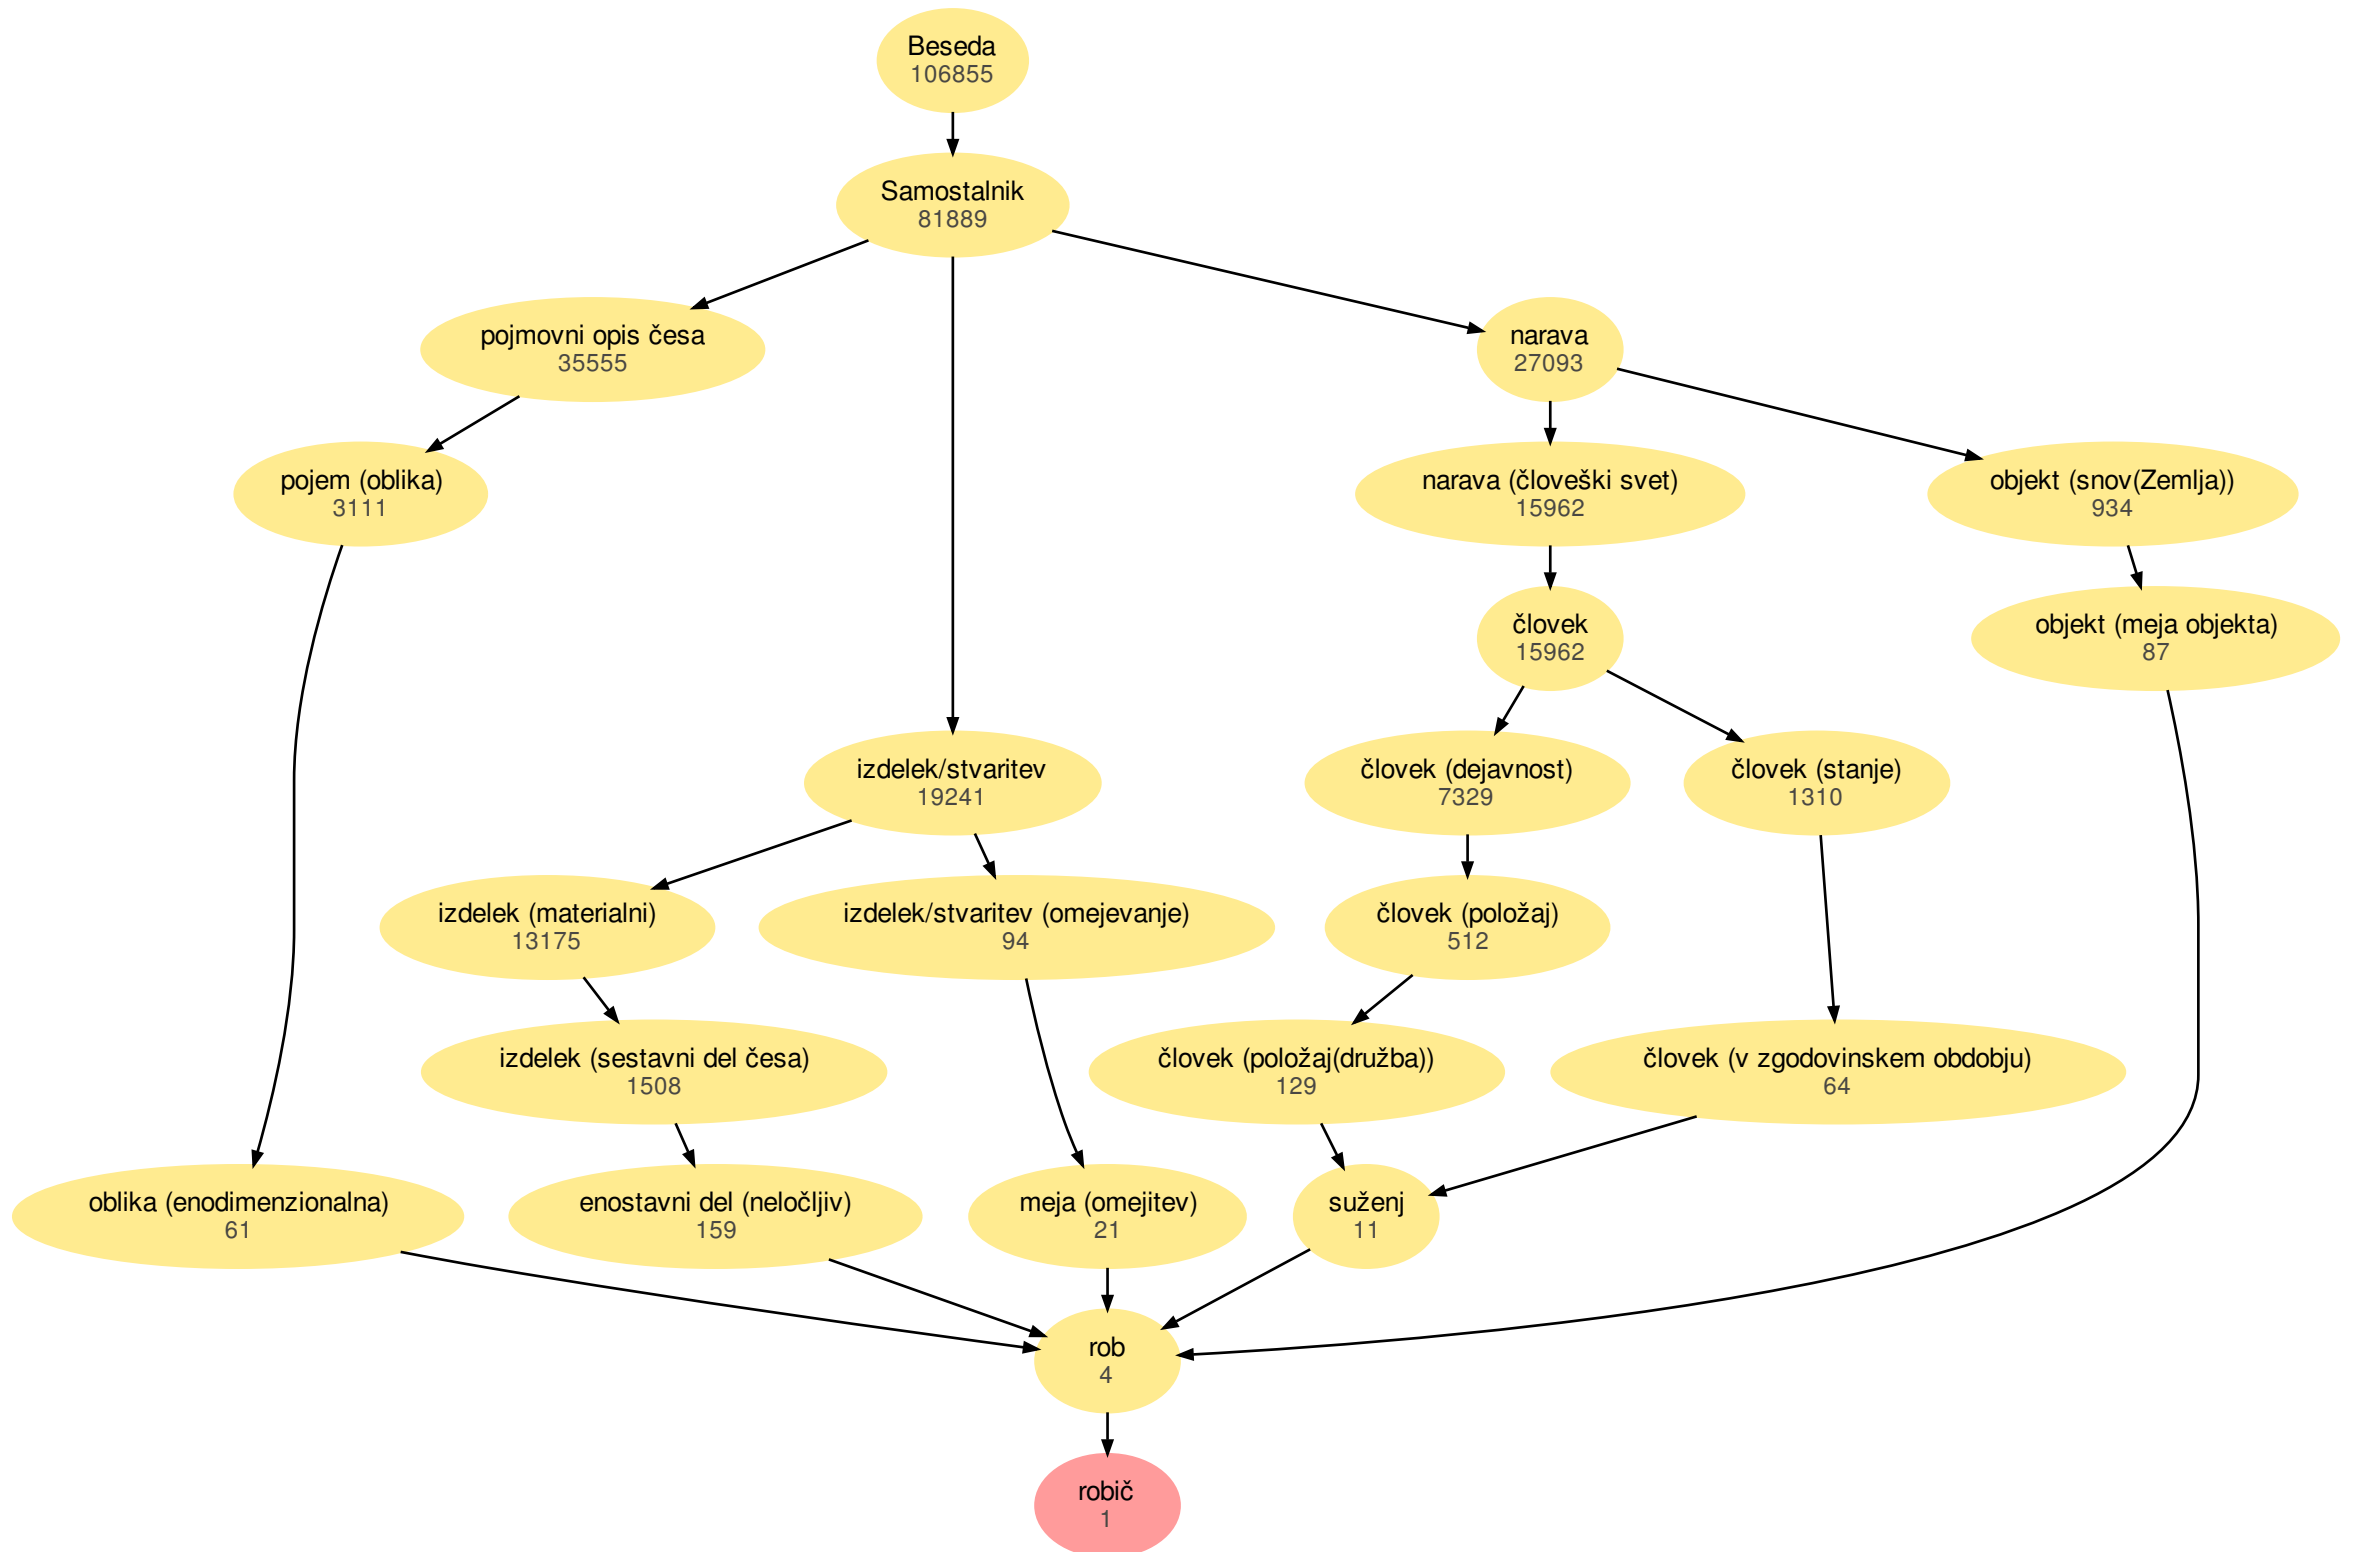 Beseda
106855
Samostalnik
81889
pojmovni opis česa
35555
narava
27093
pojem (oblika)
3111
narava (človeški svet)
15962
objekt (snov(Zemlja))
934
človek
15962
objekt (meja objekta)
87
izdelek/stvaritev
19241
človek (dejavnost)
7329
človek (stanje)
1310
izdelek (materialni)
13175
izdelek/stvaritev (omejevanje)
94
človek (položaj)
512
izdelek (sestavni del česa)
1508
človek (položaj(družba))
129
človek (v zgodovinskem obdobju)
64
oblika (enodimenzionalna)
61
enostavni del (neločljiv)
159
meja (omejitev)
21
suženj
11
rob
4
robič
1